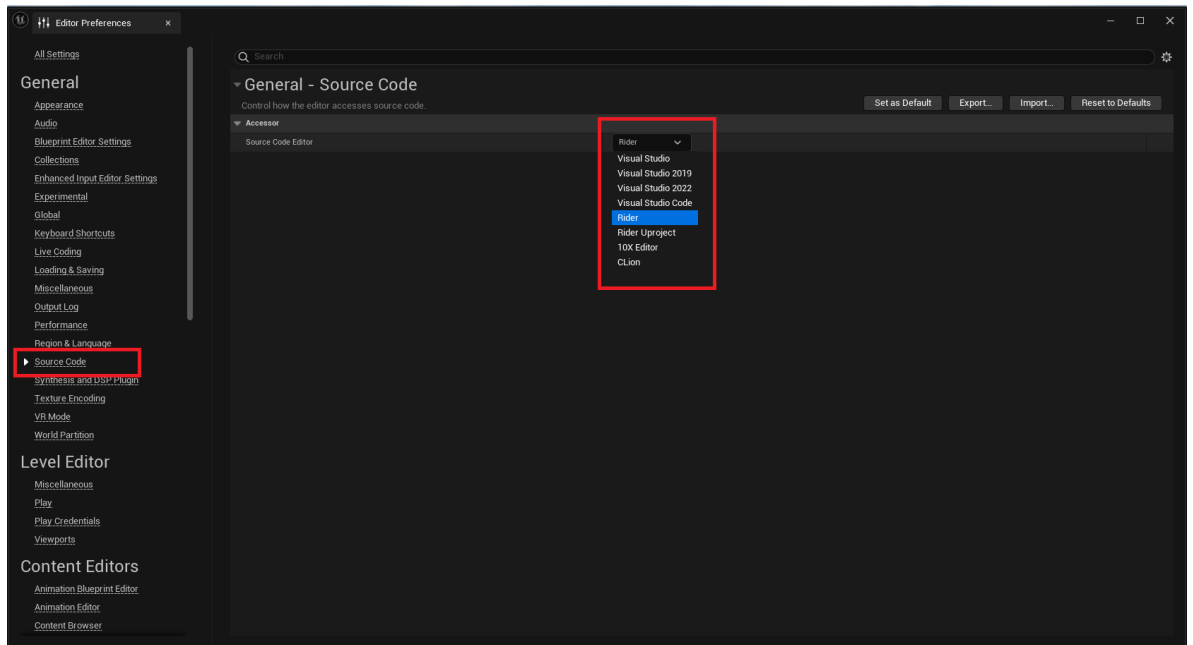 Editor Preferences
All Settings
General
Appearance
Audio
Blueprint Editor Settings
Collections
Enhanced Input Editor Settings
Experimental
Global
Keyboard Shortcuts
Live Coding
Loading & Saving
Miscellaneous
Output Log
Performance
Region & Language
Source Code
Synthesis and DSP Plugin
Texture Encoding
VR Mode
World Partition
Level Editor
Miscellaneous
Play
Play Credentials
Viewports
Content Editors
Animation Blueprint Editor
Animation Editor
Content Browser
Search
General - Source Code
Control how the editor accesses source code.
Set as Default Export... Import... Reset to Defaults
Accessor
Source Code Editor Rider
Visual Studio
Visual Studio 2019
Visual Studio 2022
Visual Studio Code
Rider
Rider Uproject
10X Editor
CLion